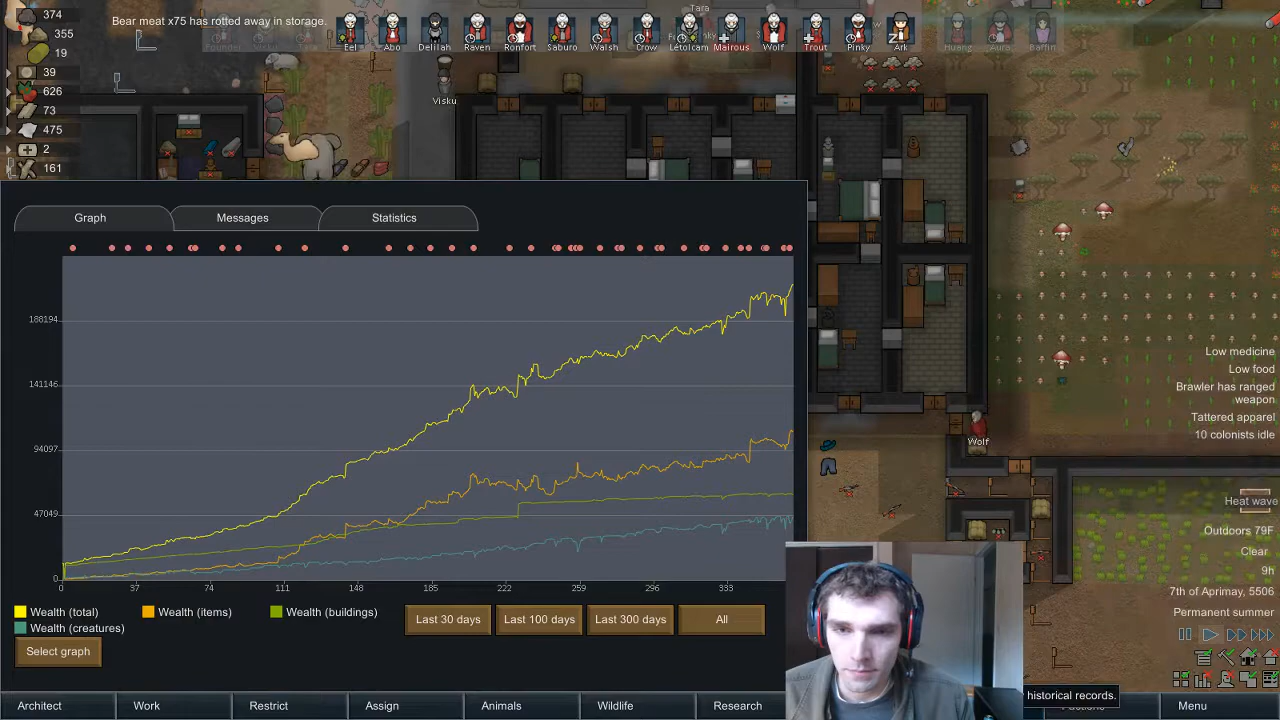 374
Bear meat x75 has rotted away in storage.
Tara
355
Eel
Abo
Delilah
Raven
Ronfort
Saburo
Walsh
Crow
Letolcam
Mairous
Wolf
Trout
Pinky
Ark
Huang
Aura
Baffin
19
39
626
Visku
73
475
2
161
Graph
Messages
Statistics
188194
141146
94097
47049
0
0
37
74
111
148
185
222
259
296
333
Wealth (total)
Wealth (items)
Wealth (buildings)
Wealth (creatures)
Last 30 days
Last 100 days
Last 300 days
All
Select graph
Low medicine
Low food
Brawler has ranged
weapon
Tattered apparel
10 colonists idle
Wolf
Heat wave
Outdoors 79F
Clear
9h
7th of Aprimay, 5506
Permanent summer
historical records.
Architect
Work
Restrict
Assign
Animals
Wildlife
Research
Menu